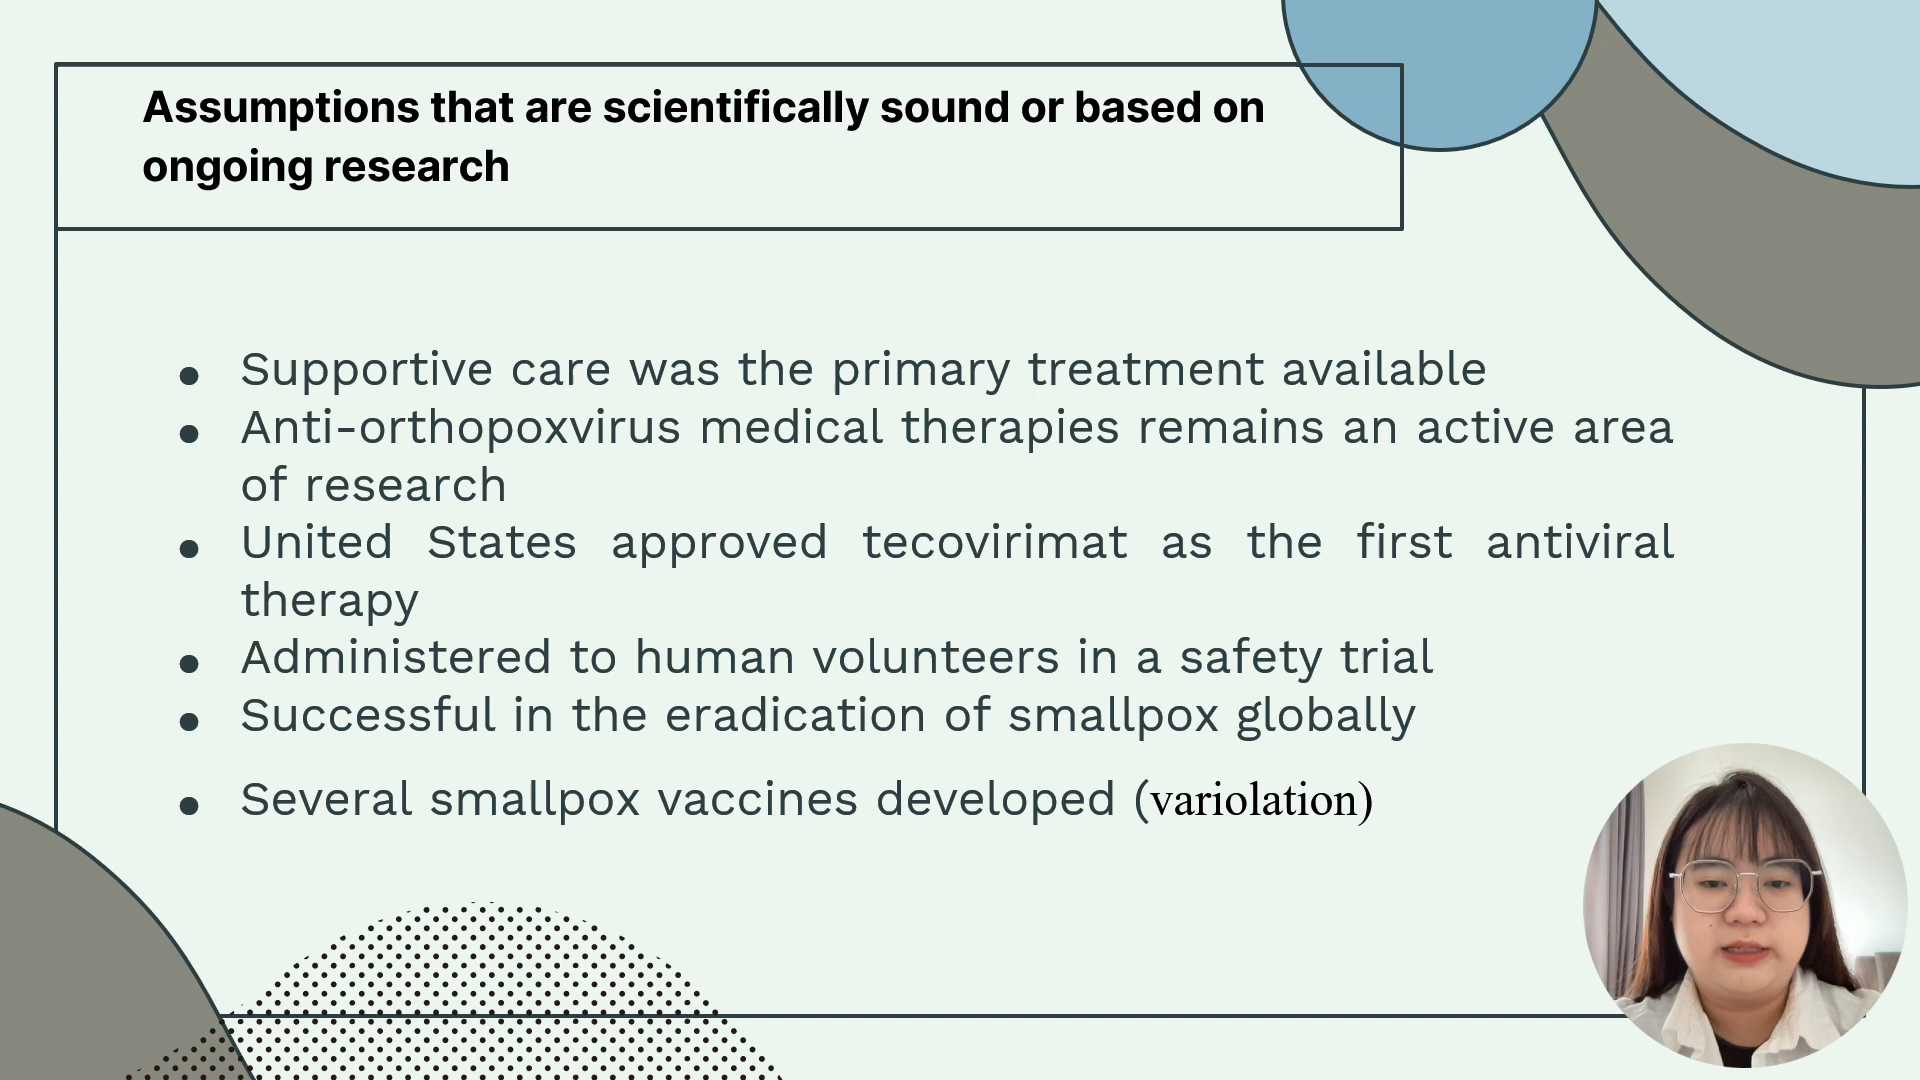 Assumptions that are scientifically sound or based on
ongoing research
● Supportive care was the primary treatment available
● Anti-orthopoxvirus medical therapies remains an active area
of research
● United States approved tecovirimat as the first antiviral
therapy
● Administered to human volunteers in a safety trial
● Successful in the eradication of smallpox globally
● Several smallpox vaccines developed (variolation)